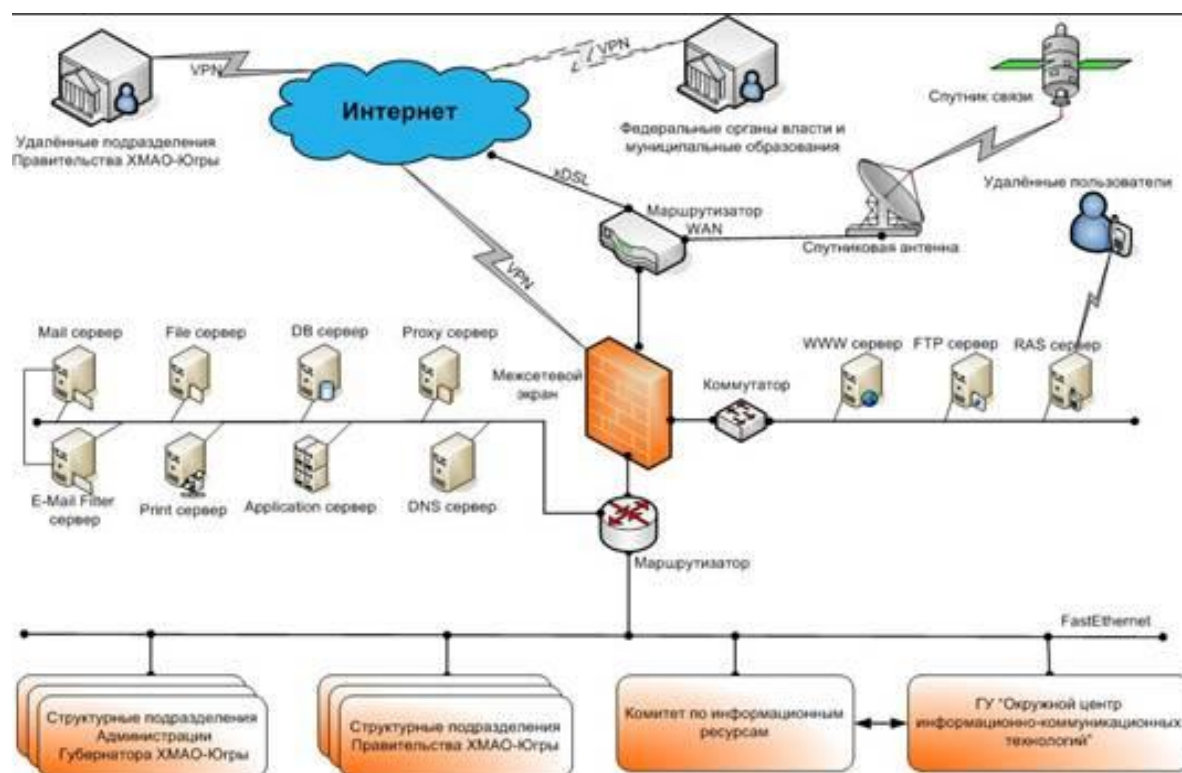 VPN
VPN
Интернет
Спутник связи
Удалённые подразделения
Правительства ХМАО-Югры
Федеральные органы власти и
муниципальные образования
xDSL
Удалённые пользователи
Маршрутизатор
WAN
Спутниковая антенна
VPN
Mail сервер
File сервер
DB сервер
Proxy сервер
WWW сервер
FTP сервер
RAS сервер
Межсетевой
экран
Коммутатор
E-Mail Filter
сервер
Print сервер
Application сервер
DNS сервер
Маршрутизатор
FastEthernet
Структурные подразделения
Администрации
Губернатора ХМАО-Югры
Структурные подразделения
Правительства ХМАО-Югры
Комитет по информационным
ресурсам
ГУ "Окружной центр
информационно-коммуникационных
технологий"